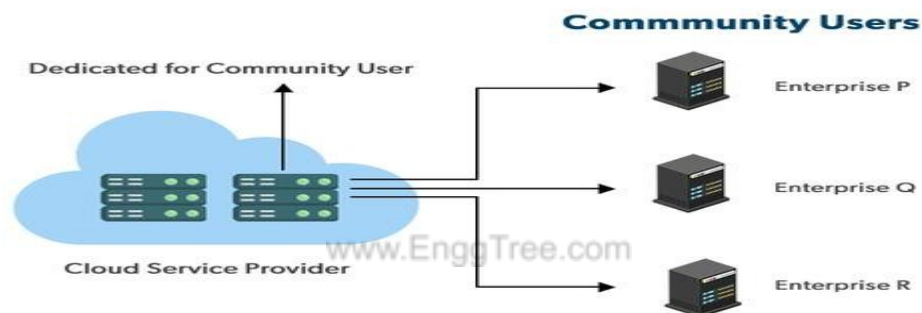 Commmunity Users
Dedicated for Community User
Enterprise P
Enterprise Q
www.EnggTree.com
Cloud Service Provider
Enterprise R